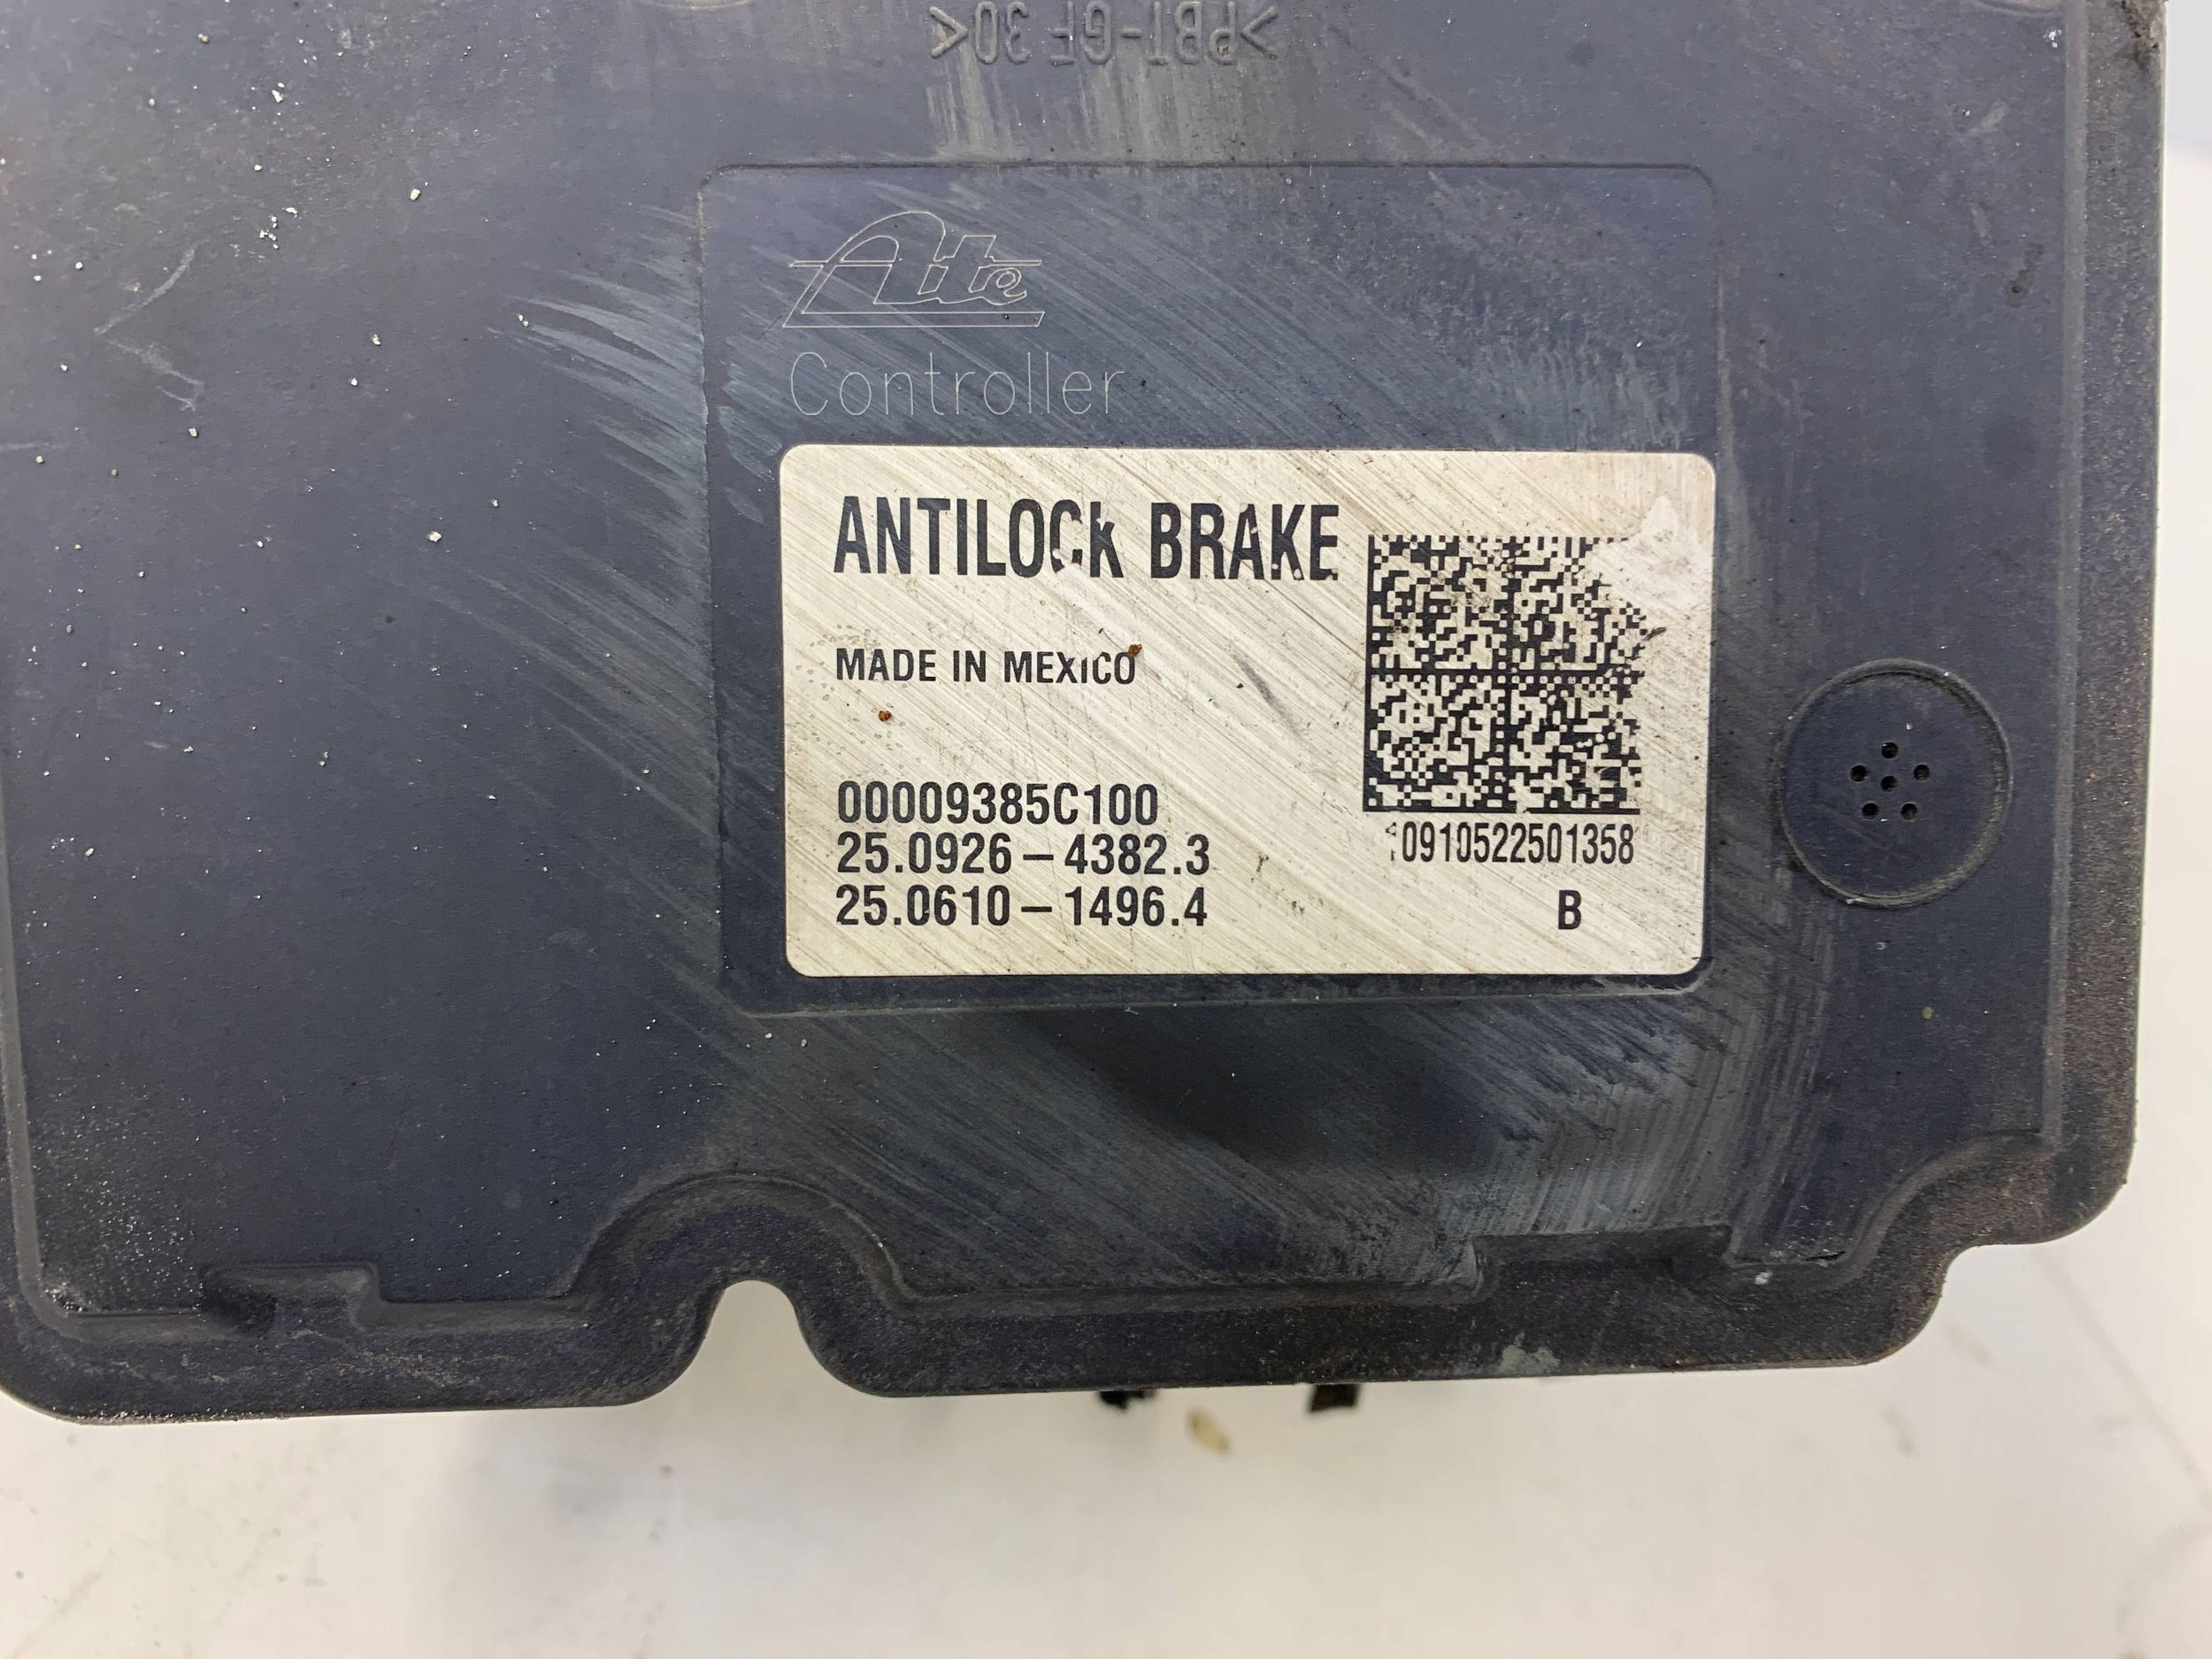 >PBT-GF 30<
Ate
Controller
ANTILOCK BRAKE
MADE IN MEXICO
00009385C100
25.0926-4382.3
25.0610-1496.4
0910522501358
B